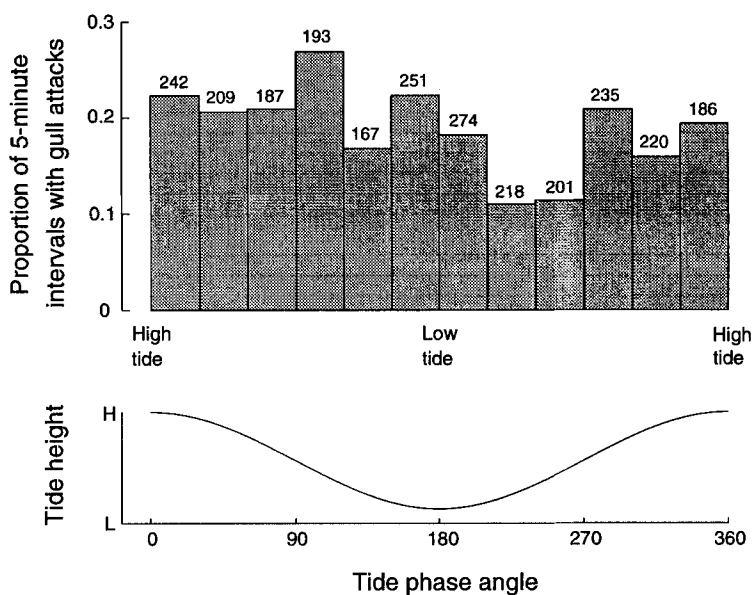 Proportion of 5-minute
intervals with gull attacks
0.3
0.2
0.1
0
242
209
187
193
167
251
274
218
201
235
220
186
High
tide
Low
tide
High
tide
Tide height
H
L
0
90
180
270
360
Tide phase angle